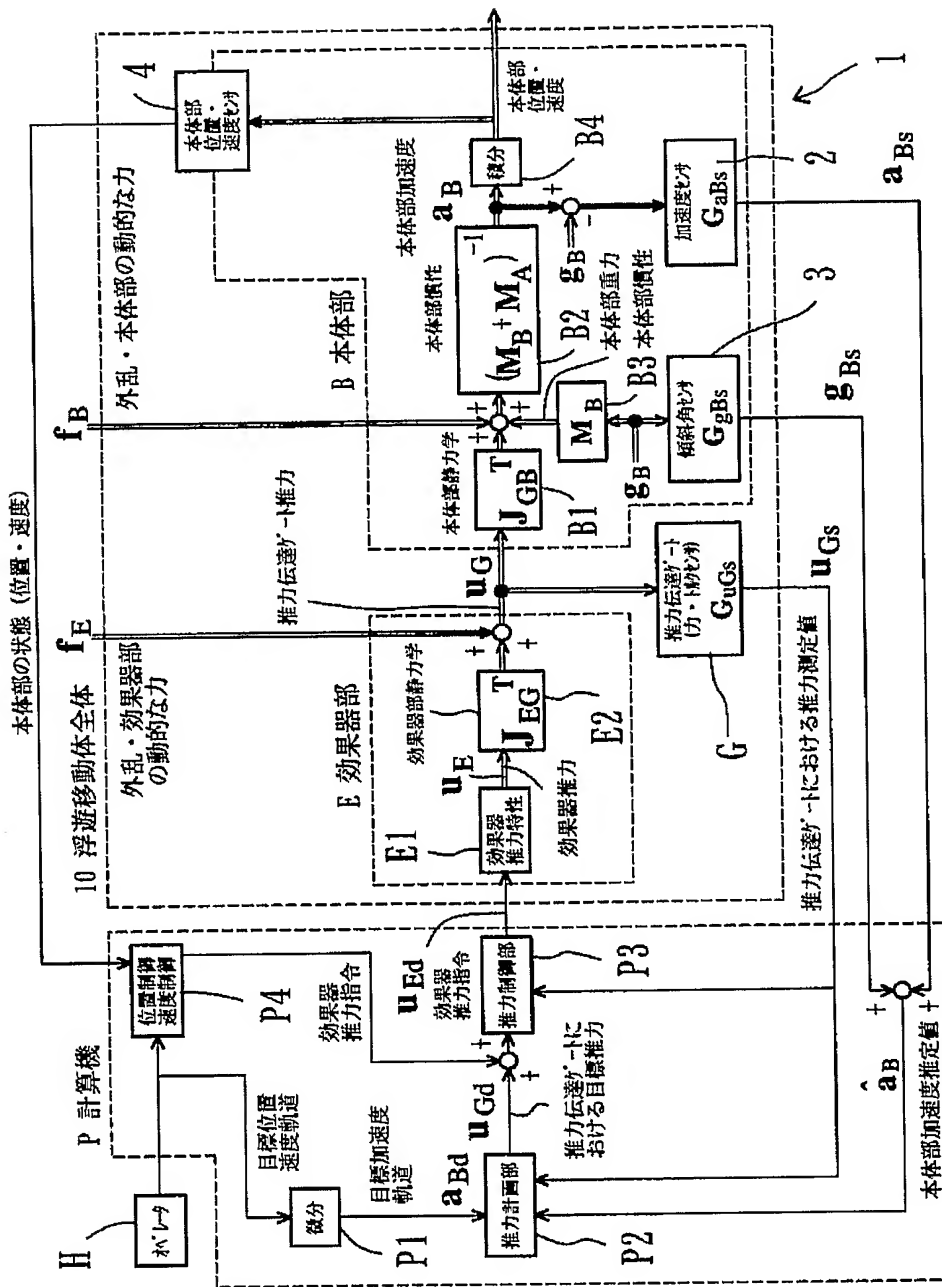 本体部の状態 (位置・速度)
10 浮遊移動体全体
P 計算機
H
オペレータ
位置制御
速度制御
P4
目標位置
速度軌道
微分
P1
目標加速度
軌道
a_Bd
推力計画部
P2
u_Gd
推力伝達ゲートに
おける目標推力
効果器
推力指令
推力制御部
P3
u_Ed
効果器
推力指令
f_E
外乱・効果器部
の動的な力
E 効果器部
E1
効果器
推力特性
u_E
効果器推力
効果器部静力学
J_EG^T
E2
推力伝達ゲート推力
u_G
推力伝達ゲート
(力・トルクセンサ)
G_uGs
G
u_Gs
推力伝達ゲートにおける推力測定値
f_B
外乱・本体部の動的な力
B 本体部
本体部静力学
J_GB^T
B1
本体部慣性
(M_B + M_A)^-1
B2
本体部重力
本体部慣性
M_B
B3
g_B
傾斜角センサ
G_gBs
3
g_Bs
本体部加速度
a_B
積分
B4
本体部
位置・
速度
g_B
加速度センサ
G_aBs
2
a_Bs
本体部
位置・
速度センサ
4
1
â_B
本体部加速度推定値
+
+
+
+
+
+
+
+
+
-
+
+